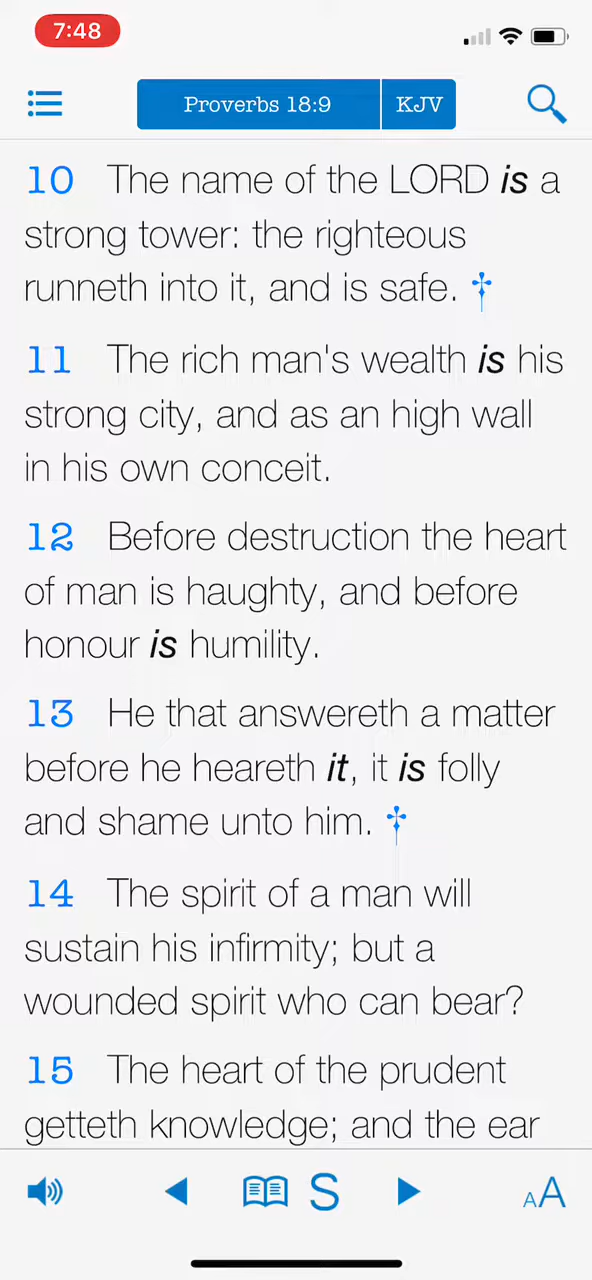 7:48
Proverbs 18:9 KJV
10 The name of the LORD is a
strong tower: the righteous
runneth into it, and is safe. †
11 The rich man's wealth is his
strong city, and as an high wall
in his own conceit.
12 Before destruction the heart
of man is haughty, and before
honour is humility.
13 He that answereth a matter
before he heareth it, it is folly
and shame unto him. †
14 The spirit of a man will
sustain his infirmity; but a
wounded spirit who can bear?
15 The heart of the prudent
getteth knowledge; and the ear
S AA